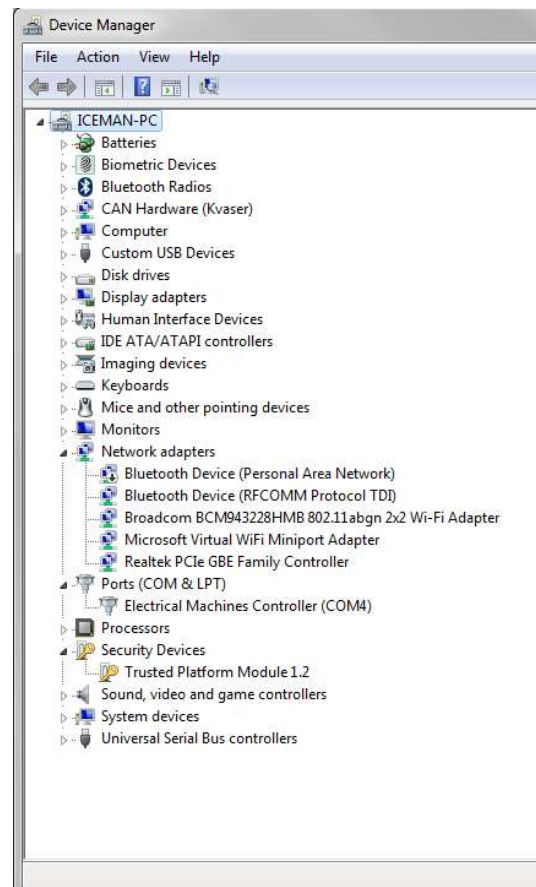 Device Manager
File Action View Help
ICEMAN-PC
Batteries
Biometric Devices
Bluetooth Radios
CAN Hardware (Kvaser)
Computer
Custom USB Devices
Disk drives
Display adapters
Human Interface Devices
IDE ATA/ATAPI controllers
Imaging devices
Keyboards
Mice and other pointing devices
Monitors
Network adapters
Bluetooth Device (Personal Area Network)
Bluetooth Device (RFCOMM Protocol TDI)
Broadcom BCM943228HMB 802.11abgn 2x2 Wi-Fi Adapter
Microsoft Virtual WiFi Miniport Adapter
Realtek PCIe GBE Family Controller
Ports (COM & LPT)
Electrical Machines Controller (COM4)
Processors
Security Devices
Trusted Platform Module 1.2
Sound, video and game controllers
System devices
Universal Serial Bus controllers